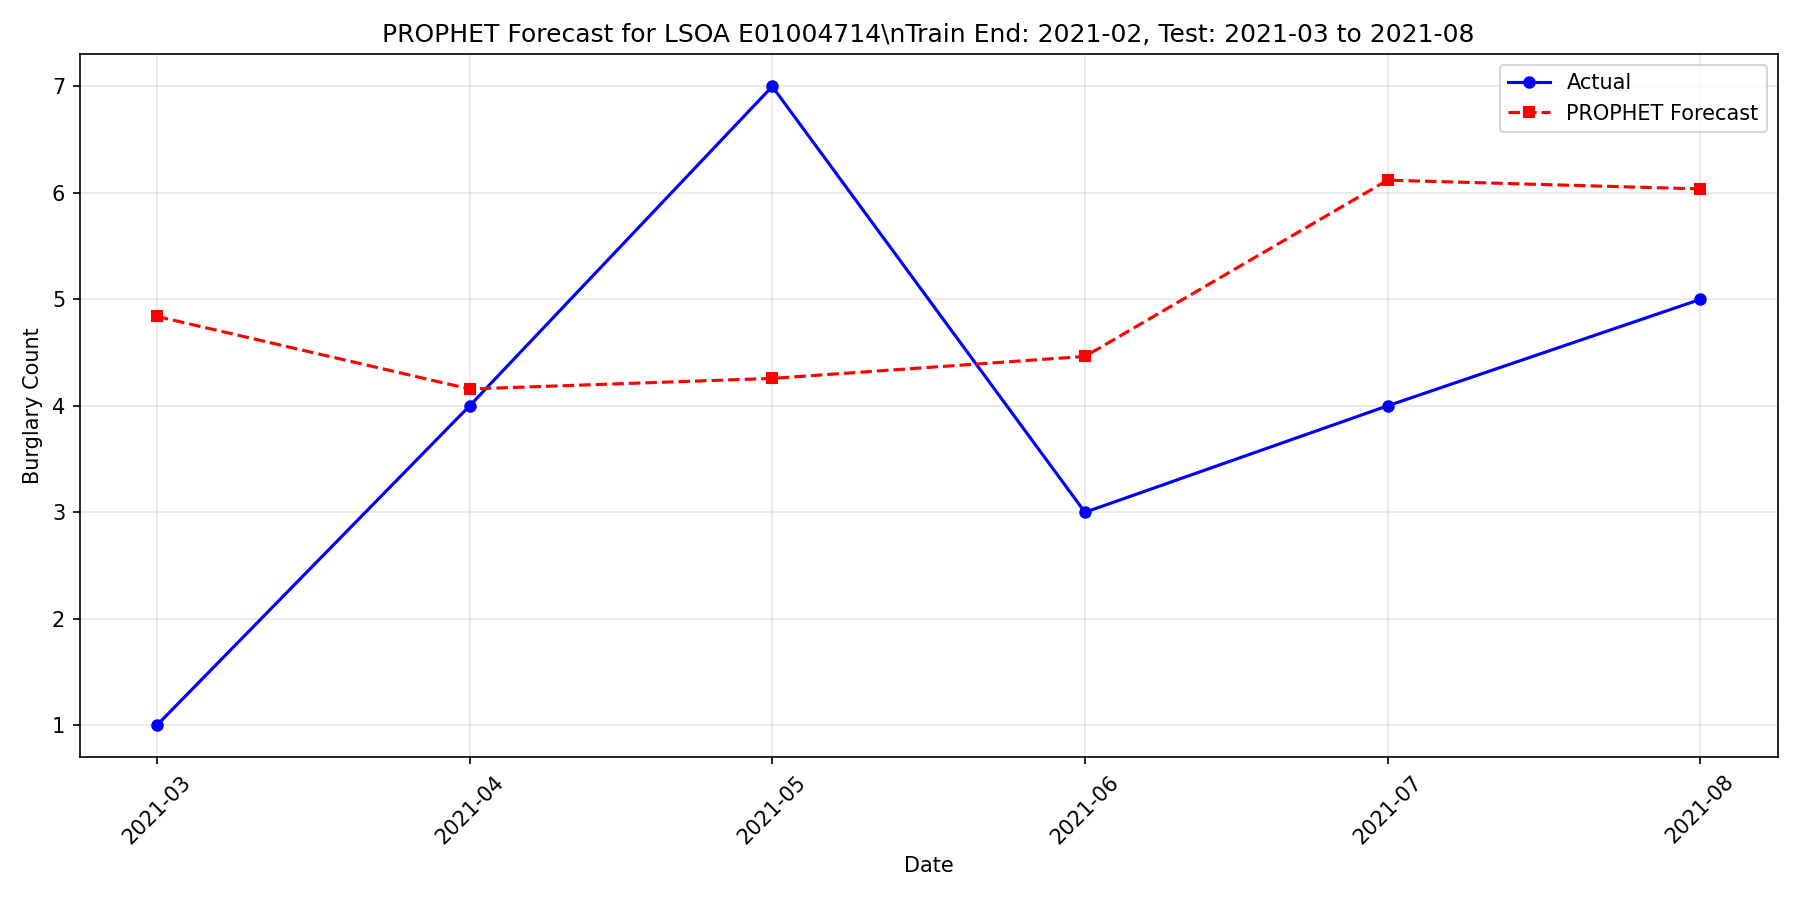 PROPHET Forecast for LSOA E01004714\nTrain End: 2021-02, Test: 2021-03 to 2021-08
Actual
PROPHET Forecast
Burglary Count
7
6
5
4
3
2
1
2021-03
2021-04
2021-05
2021-06
2021-07
2021-08
Date